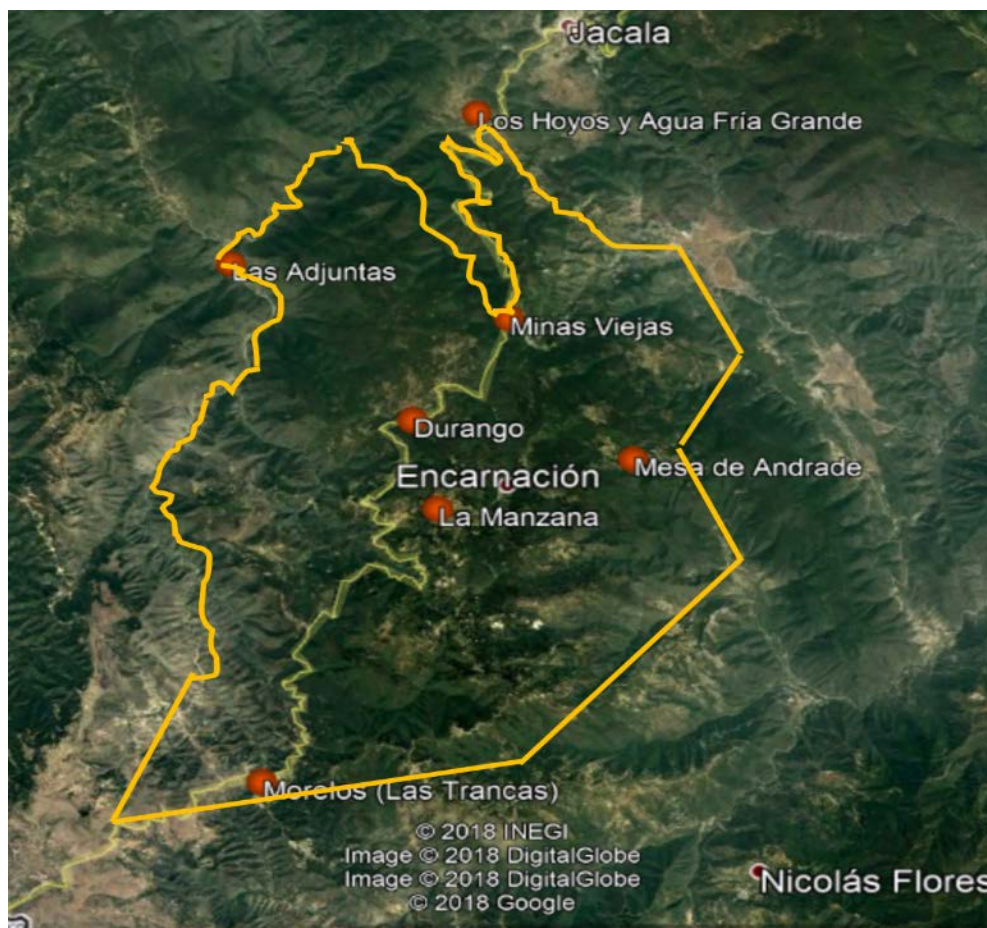 Jacala
Los Hoyos y Agua Fría Grande
Las Adjuntas
Minas Viejas
Durango
Encarnación
Mesa de Andrade
La Manzana
Morelos (Las Trancas)
© 2018 INEGI
Image © 2018 DigitalGlobe
Image © 2018 DigitalGlobe
© 2018 Google
Nicolás Flores